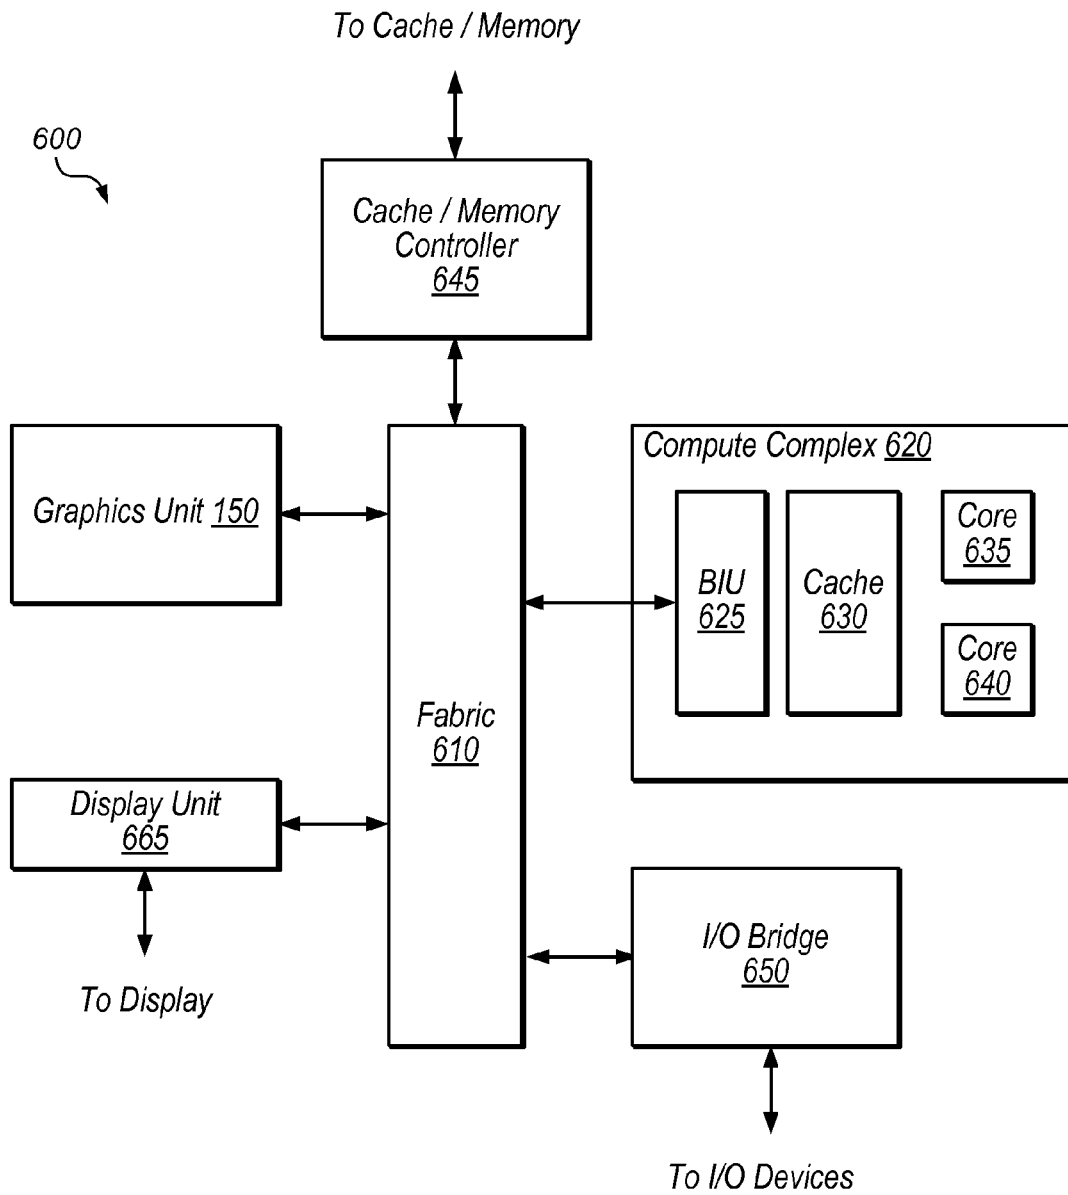 To Cache / Memory
600
Cache / Memory
Controller
645
Graphics Unit 150
Compute Complex 620
BIU
625
Cache
630
Core
635
Core
640
Fabric
610
Display Unit
665
To Display
I/O Bridge
650
To I/O Devices